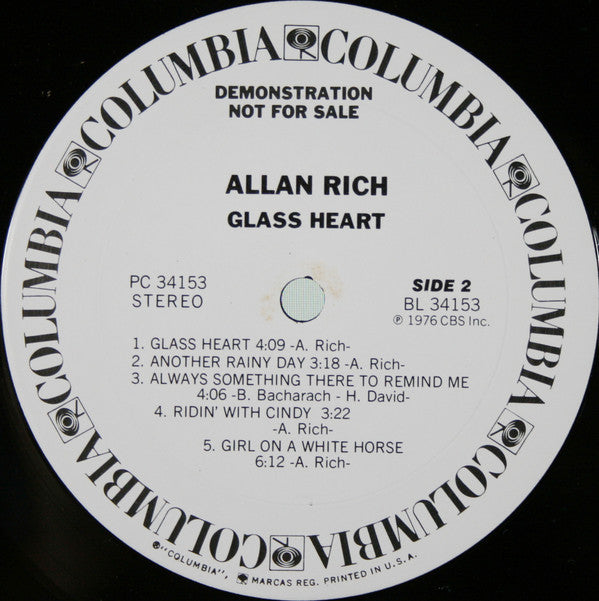 COLUMBIA COLUMBIA COLUMBIA COLUMBIA COLUMBIA COLUMBIA COLUMBIA
DEMONSTRATION
NOT FOR SALE
ALLAN RICH
GLASS HEART
PC 34153
STEREO
SIDE 2
BL 34153
℗ 1976 CBS Inc.
1. GLASS HEART 4:09 -A. Rich-
2. ANOTHER RAINY DAY 3:18 -A. Rich-
3. ALWAYS SOMETHING THERE TO REMIND ME
4:06 -B. Bacharach - H. David-
4. RIDIN' WITH CINDY 3:22
-A. Rich-
5. GIRL ON A WHITE HORSE
6:12 -A. Rich-
®"COLUMBIA", MARCAS REG. PRINTED IN U.S.A.